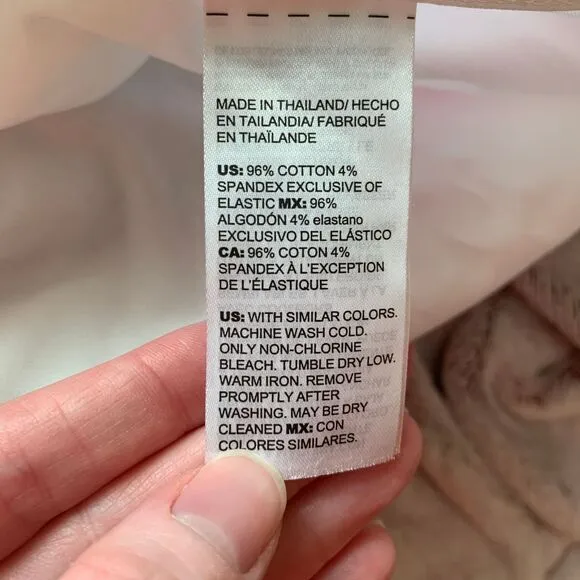 MADE IN THAILAND/ HECHO
EN TAILANDIA/ FABRIQUÉ
EN THAÏLANDE
US: 96% COTTON 4%
SPANDEX EXCLUSIVE OF
ELASTIC MX: 96%
ALGODÓN 4% elastano
EXCLUSIVO DEL ELÁSTICO
CA: 96% COTON 4%
SPANDEX À L'EXCEPTION
DE L'ÉLASTIQUE
US: WITH SIMILAR COLORS.
MACHINE WASH COLD.
ONLY NON-CHLORINE
BLEACH. TUMBLE DRY LOW.
WARM IRON. REMOVE
PROMPTLY AFTER
WASHING. MAY BE DRY
CLEANED MX: CON
COLORES SIMILARES.